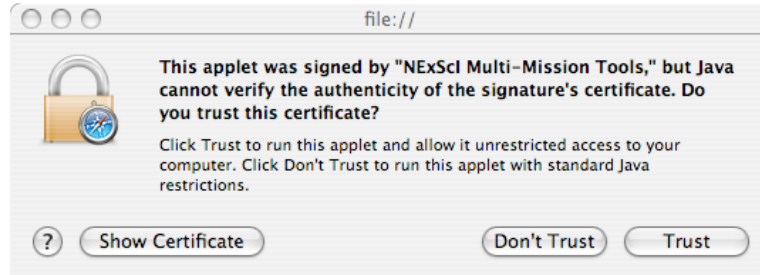 file://
This applet was signed by "NExScI Multi-Mission Tools," but Java
cannot verify the authenticity of the signature's certificate. Do
you trust this certificate?
Click Trust to run this applet and allow it unrestricted access to your
computer. Click Don't Trust to run this applet with standard Java
restrictions.
? Show Certificate Don't Trust Trust